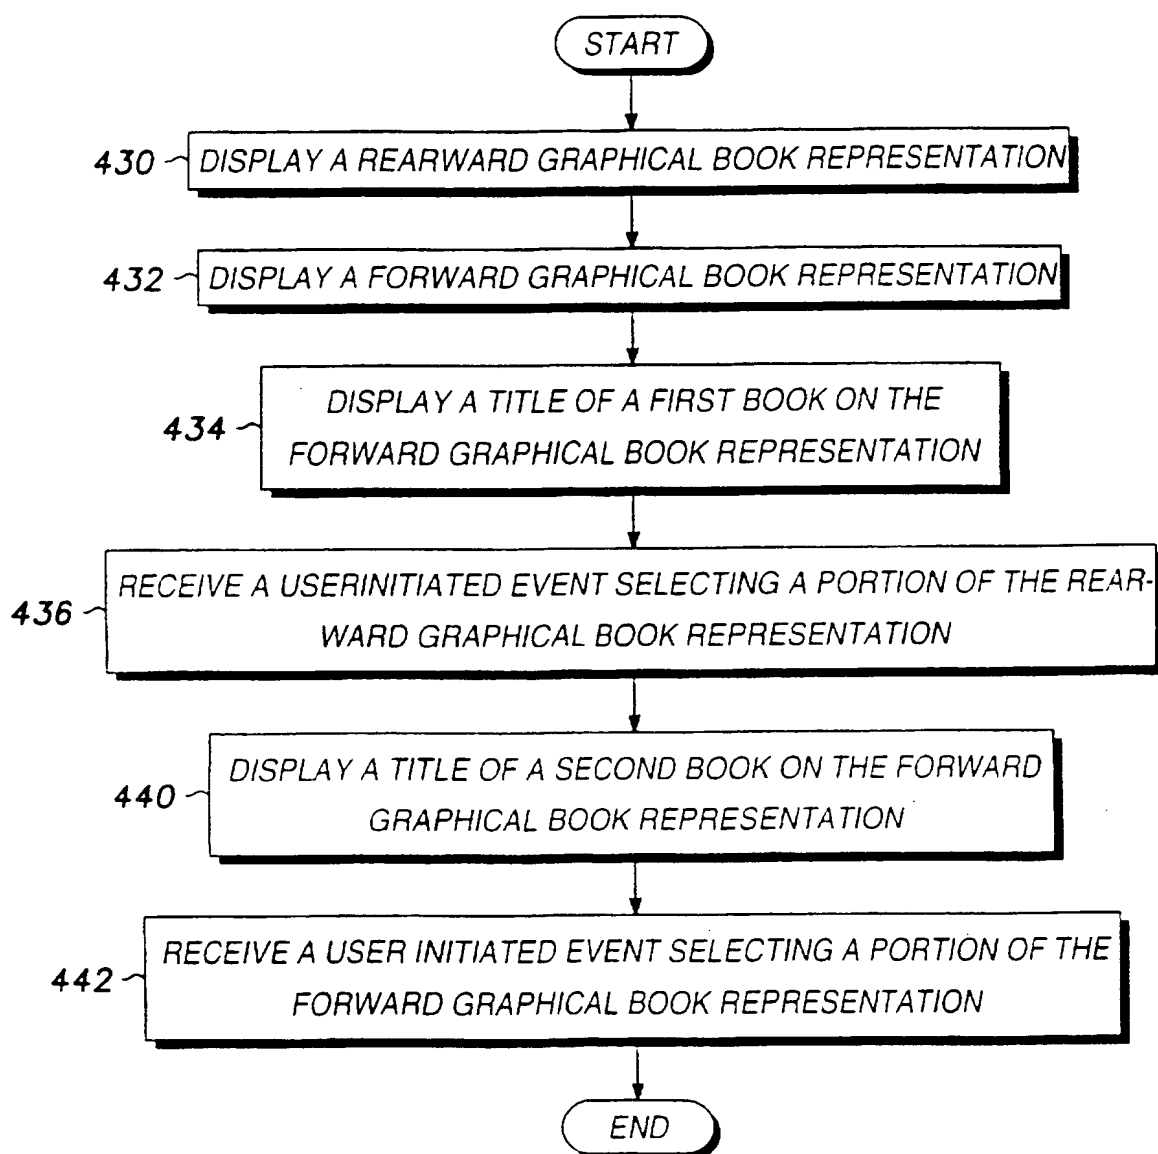 START
430 DISPLAY A REARWARD GRAPHICAL BOOK REPRESENTATION
432 DISPLAY A FORWARD GRAPHICAL BOOK REPRESENTATION
434 DISPLAY A TITLE OF A FIRST BOOK ON THE
FORWARD GRAPHICAL BOOK REPRESENTATION
436 RECEIVE A USERINITIATED EVENT SELECTING A PORTION OF THE REAR-
WARD GRAPHICAL BOOK REPRESENTATION
440 DISPLAY A TITLE OF A SECOND BOOK ON THE FORWARD
GRAPHICAL BOOK REPRESENTATION
442 RECEIVE A USER INITIATED EVENT SELECTING A PORTION OF THE
FORWARD GRAPHICAL BOOK REPRESENTATION
END